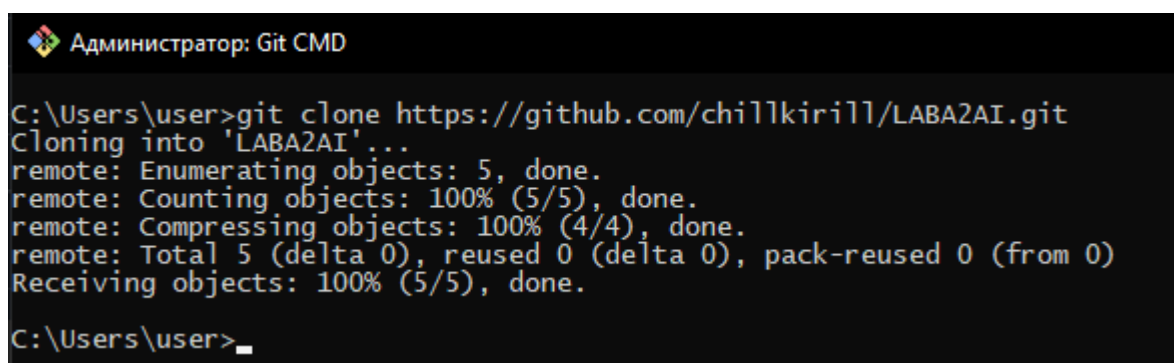 Администратор: Git CMD
C:\Users\user>git clone https://github.com/chillkirill/LABA2AI.git
Cloning into 'LABA2AI'...
remote: Enumerating objects: 5, done.
remote: Counting objects: 100% (5/5), done.
remote: Compressing objects: 100% (4/4), done.
remote: Total 5 (delta 0), reused 0 (delta 0), pack-reused 0 (from 0)
Receiving objects: 100% (5/5), done.
C:\Users\user>